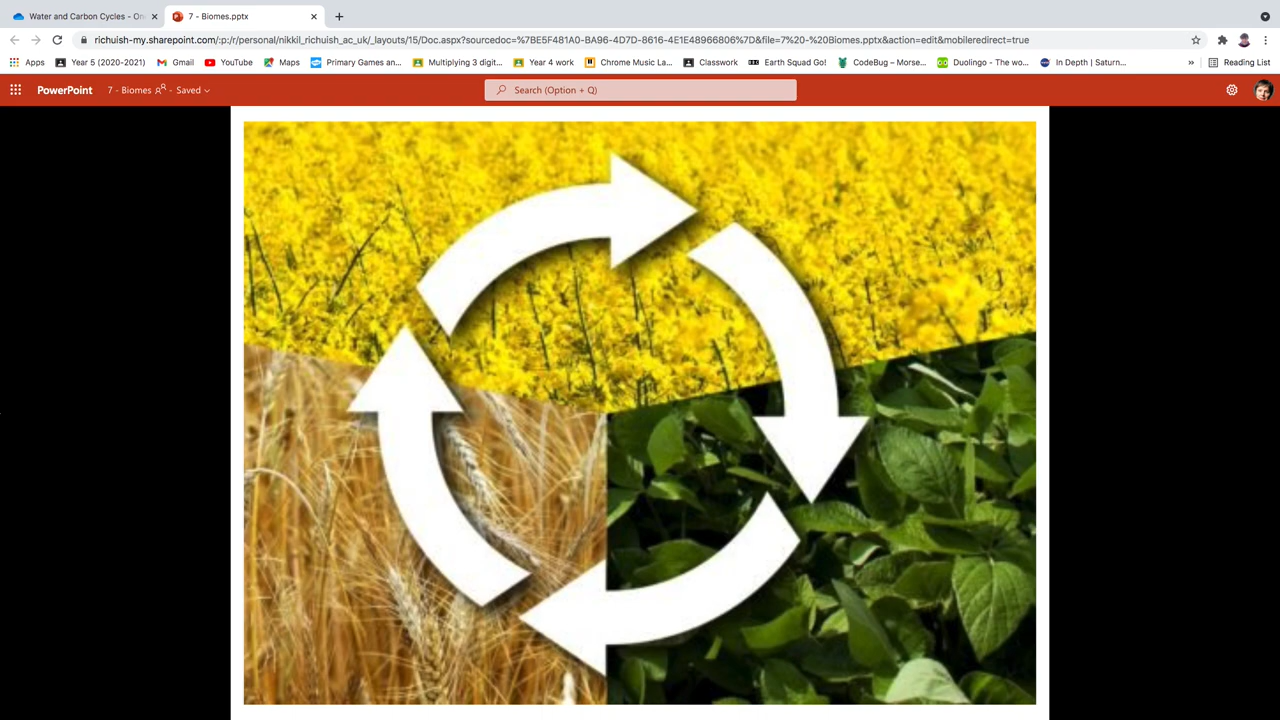 Water and Carbon Cycles - On
7 - Biomes.pptx
richuish-my.sharepoint.com/:p:/r/personal/nikkil_richuish_ac_uk/_layouts/15/Doc.aspx?sourcedoc=%7BE5F481A0-BA96-4D7D-8616-4E1E48966806%7D&file=7%20-%20Biomes.pptx&action=edit&mobileredirect=true
Apps Year 5 (2020-2021) Gmail YouTube Maps Primary Games an... Multiplying 3 digit... Year 4 work Chrome Music La... Classwork Earth Squad Go! CodeBug – Morse... Duolingo - The wo... In Depth | Saturn... » Reading List
PowerPoint 7 - Biomes - Saved Search (Option + Q)